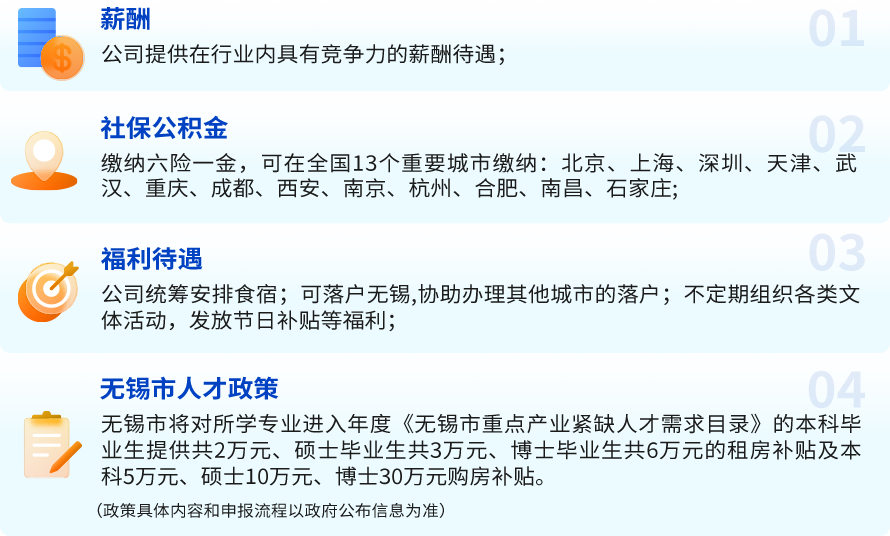 薪酬
01
公司提供在行业内具有竞争力的薪酬待遇；
社保公积金
02
缴纳六险一金，可在全国13个重要城市缴纳：北京、上海、深圳、天津、武
汉、重庆、成都、西安、南京、杭州、合肥、南昌、石家庄;
福利待遇
03
公司统筹安排食宿；可落户无锡,协助办理其他城市的落户；不定期组织各类文
体活动，发放节日补贴等福利；
无锡市人才政策
04
无锡市将对所学专业进入年度《无锡市重点产业紧缺人才需求目录》的本科毕
业生提供共2万元、硕士毕业生共3万元、博士毕业生共6万元的租房补贴及本
科5万元、硕士10万元、博士30万元购房补贴。
（政策具体内容和申报流程以政府公布信息为准）